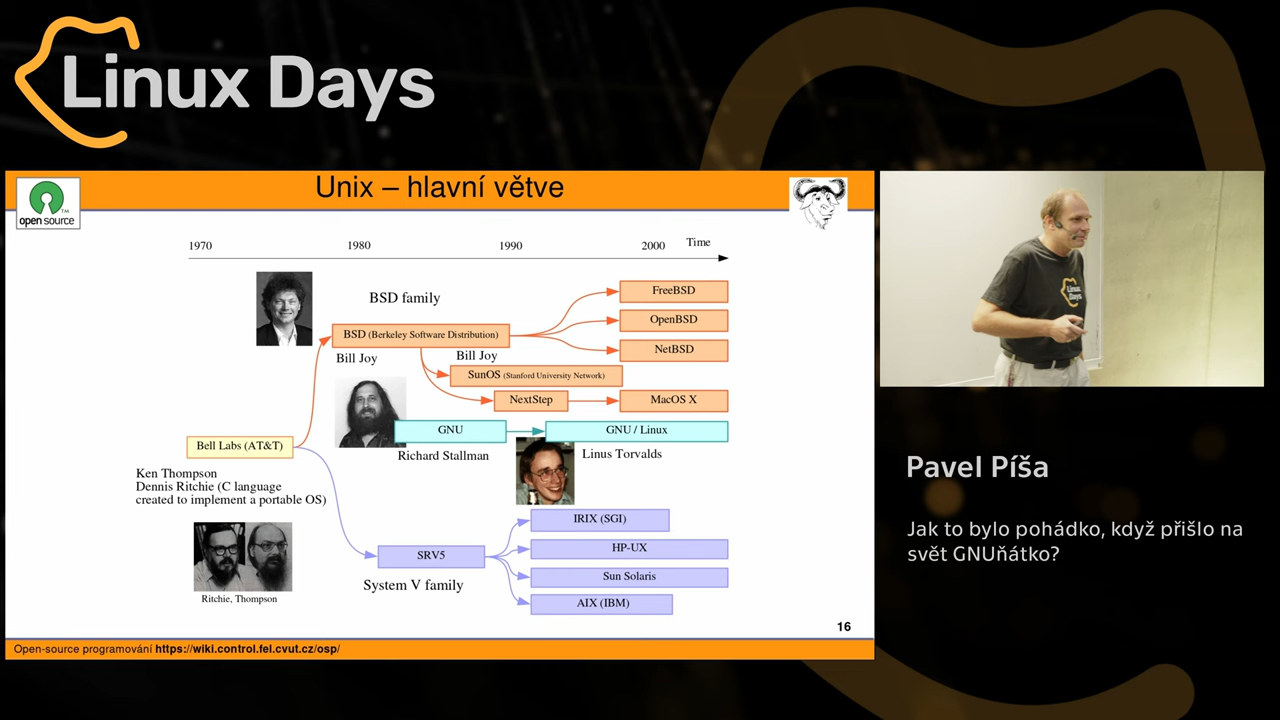 Linux Days
Unix – hlavní větve
open source
TM
1970
1980
1990
2000
Time
BSD family
FreeBSD
BSD (Berkeley Software Distribution)
OpenBSD
NetBSD
Bill Joy
Bill Joy
SunOS (Stanford University Network)
NextStep
MacOS X
GNU
GNU / Linux
Bell Labs (AT&T)
Richard Stallman
Linus Torvalds
Ken Thompson
Dennis Ritchie (C language
created to implement a portable OS)
IRIX (SGI)
SRV5
HP-UX
Sun Solaris
System V family
AIX (IBM)
Ritchie, Thompson
16
Open-source programování https://wiki.control.fel.cvut.cz/osp/
Linux
Days
Pavel Píša
Jak to bylo pohádko, když přišlo na
svět GNUňátko?